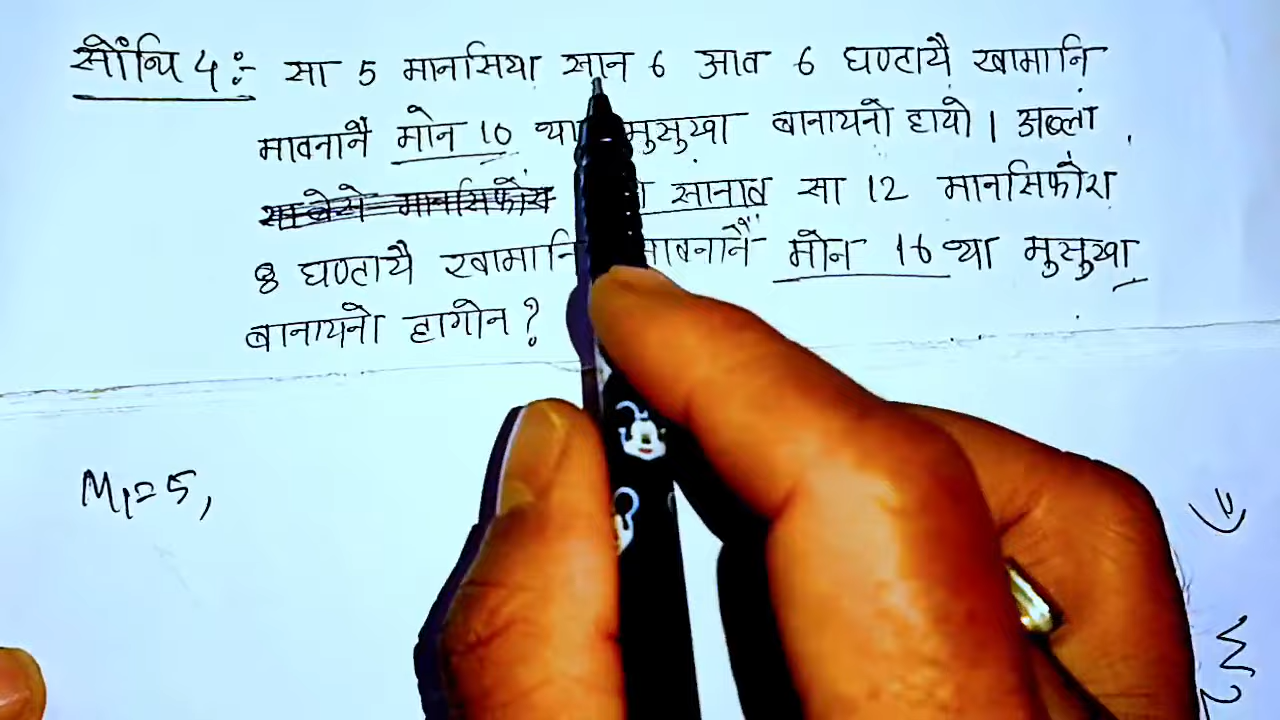 सोंथि 4:- सा 5 मानसिया सान 6 आव 6 घण्टायै खामानि
मावनानै मोन 10 था मुसुखा बानायनो हायो। अब्ला
सानाव सा 12 मानसिफोरा
8 घण्टायै खामानि मावनानै मोन 16 था मुसुखा
बानायनो हागोन?
M₁=5,